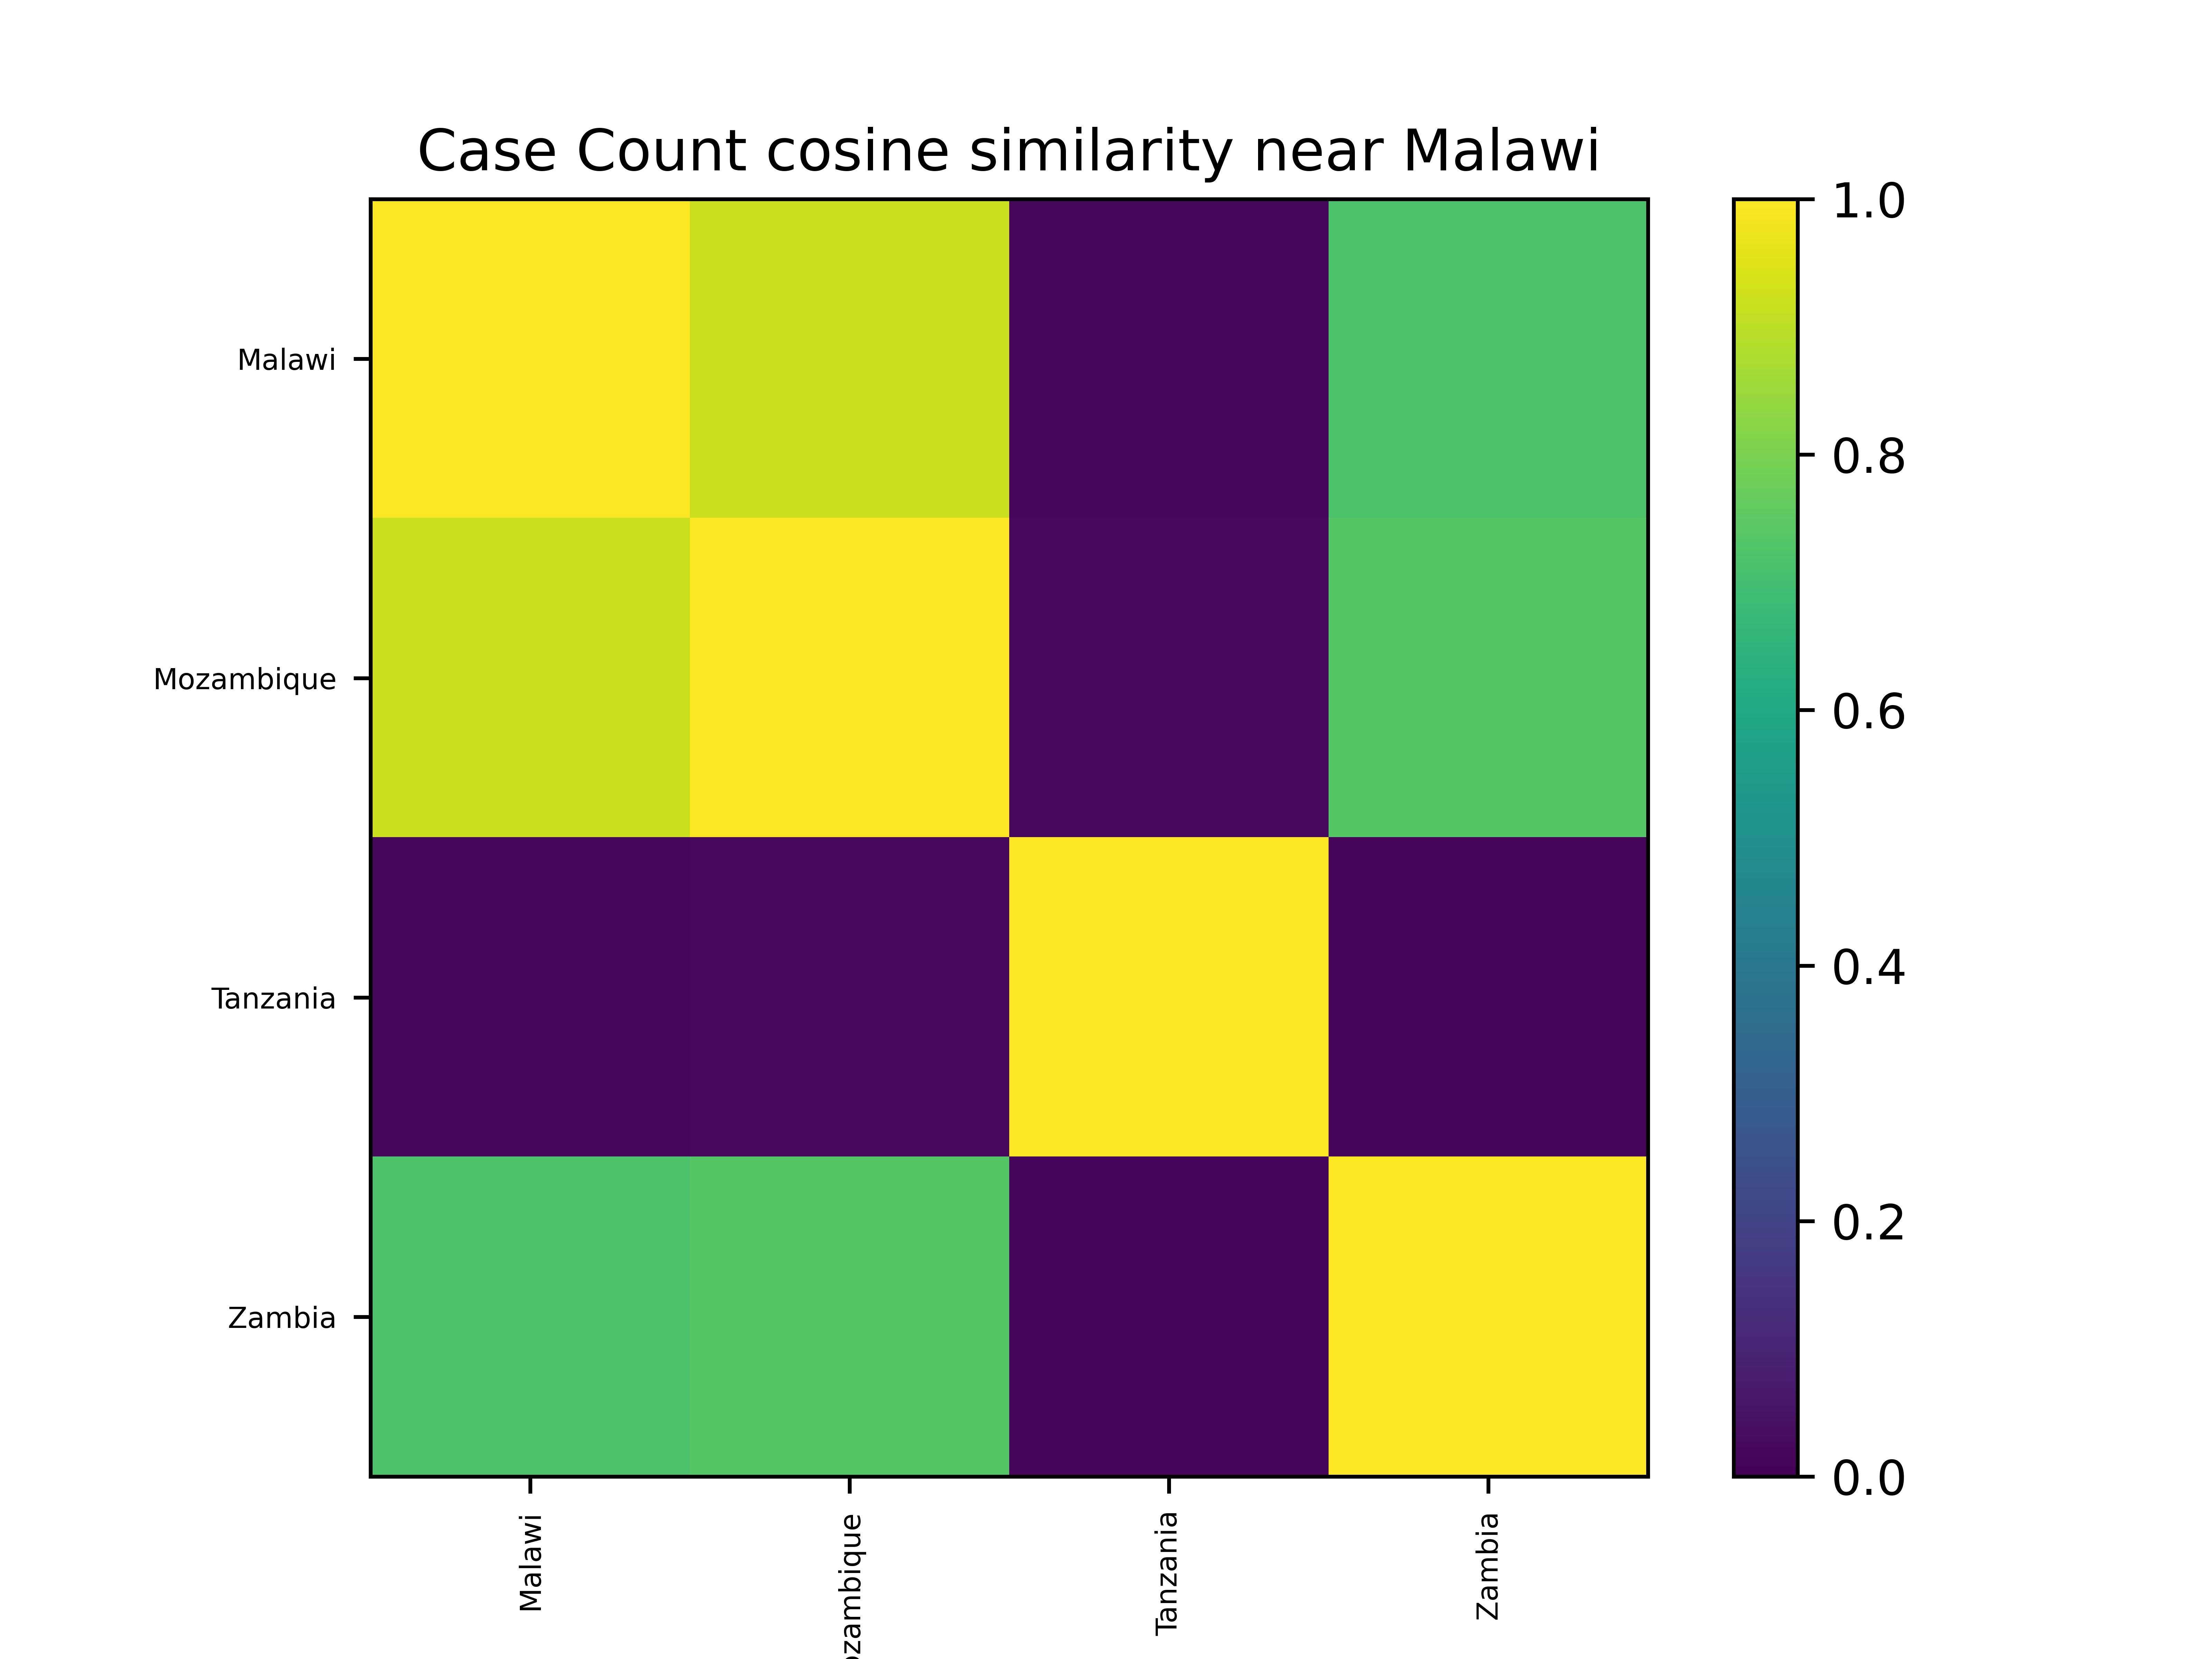 Case Count cosine similarity near Malawi
Malawi
Mozambique
Tanzania
Zambia
Malawi
ozambique
Tanzania
Zambia
1.0
0.8
0.6
0.4
0.2
0.0